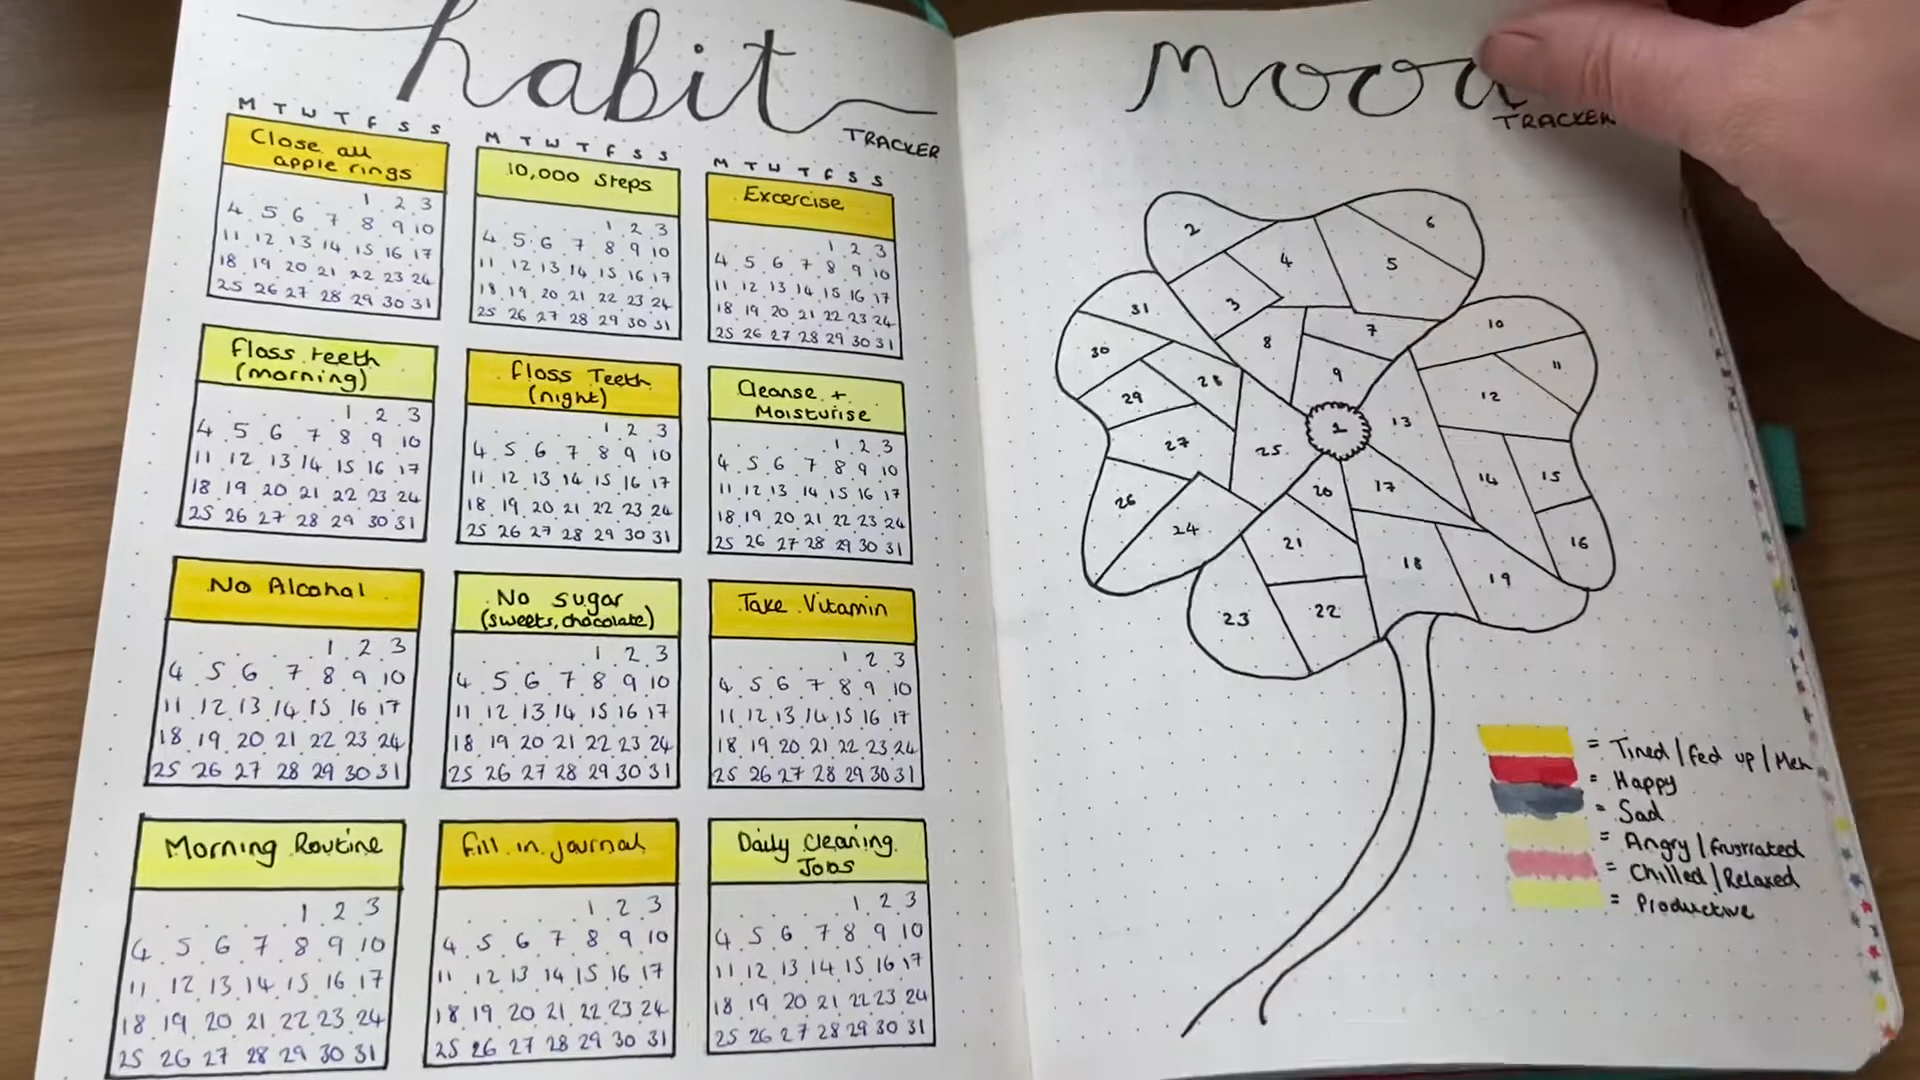 habit
TRACKER
M T W T F S S
Close all
apple rings
1 2 3
4 5 6 7 8 9 10
11 12 13 14 15 16 17
18 19 20 21 22 23 24
25 26 27 28 29 30 31
M T W T F S S
10,000 Steps
1 2 3
4 5 6 7 8 9 10
11 12 13 14 15 16 17
18 19 20 21 22 23 24
25 26 27 28 29 30 31
M T W T F S S
Excercise
1 2 3
4 5 6 7 8 9 10
11 12 13 14 15 16 17
18 19 20 21 22 23 24
25 26 27 28 29 30 31
Floss teeth
(morning)
1 2 3
4 5 6 7 8 9 10
11 12 13 14 15 16 17
18 19 20 21 22 23 24
25 26 27 28 29 30 31
Floss Teeth
(night)
1 2 3
4 5 6 7 8 9 10
11 12 13 14 15 16 17
18 19 20 21 22 23 24
25 26 27 28 29 30 31
Cleanse +
Moisturise
1 2 3
4 5 6 7 8 9 10
11 12 13 14 15 16 17
18 19 20 21 22 23 24
25 26 27 28 29 30 31
No Alcohol
1 2 3
4 5 6 7 8 9 10
11 12 13 14 15 16 17
18 19 20 21 22 23 24
25 26 27 28 29 30 31
No sugar
(sweets, chocolate)
1 2 3
4 5 6 7 8 9 10
11 12 13 14 15 16 17
18 19 20 21 22 23 24
25 26 27 28 29 30 31
Take Vitamin
1 2 3
4 5 6 7 8 9 10
11 12 13 14 15 16 17
18 19 20 21 22 23 24
25 26 27 28 29 30 31
Morning Routine
1 2 3
4 5 6 7 8 9 10
11 12 13 14 15 16 17
18 19 20 21 22 23 24
25 26 27 28 29 30 31
Fill in journal
1 2 3
4 5 6 7 8 9 10
11 12 13 14 15 16 17
18 19 20 21 22 23 24
25 26 27 28 29 30 31
Daily Cleaning
Jobs
1 2 3
4 5 6 7 8 9 10
11 12 13 14 15 16 17
18 19 20 21 22 23 24
25 26 27 28 29 30 31
mood
TRACKER
2
6
4
5
3
31
10
7
8
30
11
9
28
29
12
13
1
27
25
14
15
20
17
26
24
21
16
18
19
22
23
= Tired / Fed up / Meh
= Happy
= Sad
= Angry / frustrated
= Chilled / Relaxed
= Productive